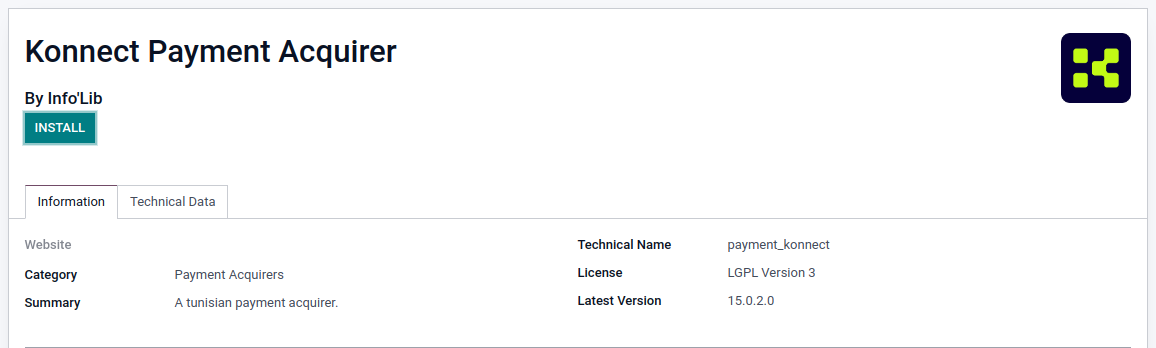 Konnect Payment Acquirer
By Info'Lib
INSTALL
Information Technical Data
Website
Category Payment Acquirers
Summary A tunisian payment acquirer.
Technical Name payment_konnect
License LGPL Version 3
Latest Version 15.0.2.0